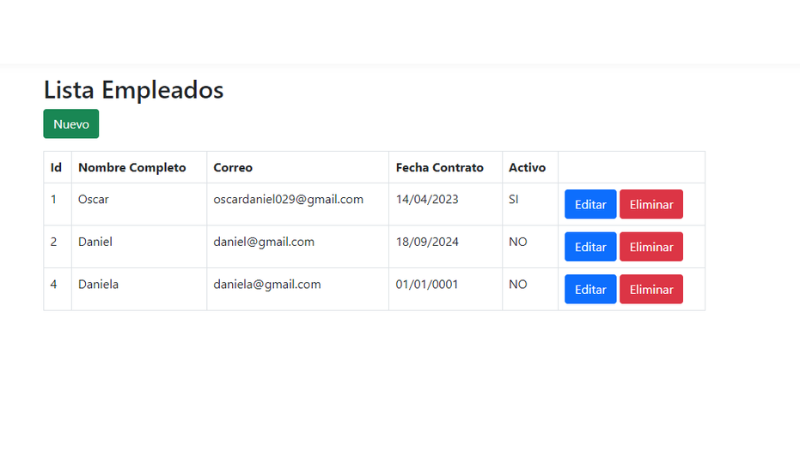 Lista Empleados
Nuevo
Id Nombre Completo Correo Fecha Contrato Activo
1 Oscar oscardaniel029@gmail.com 14/04/2023 SI Editar Eliminar
2 Daniel daniel@gmail.com 18/09/2024 NO Editar Eliminar
4 Daniela daniela@gmail.com 01/01/0001 NO Editar Eliminar